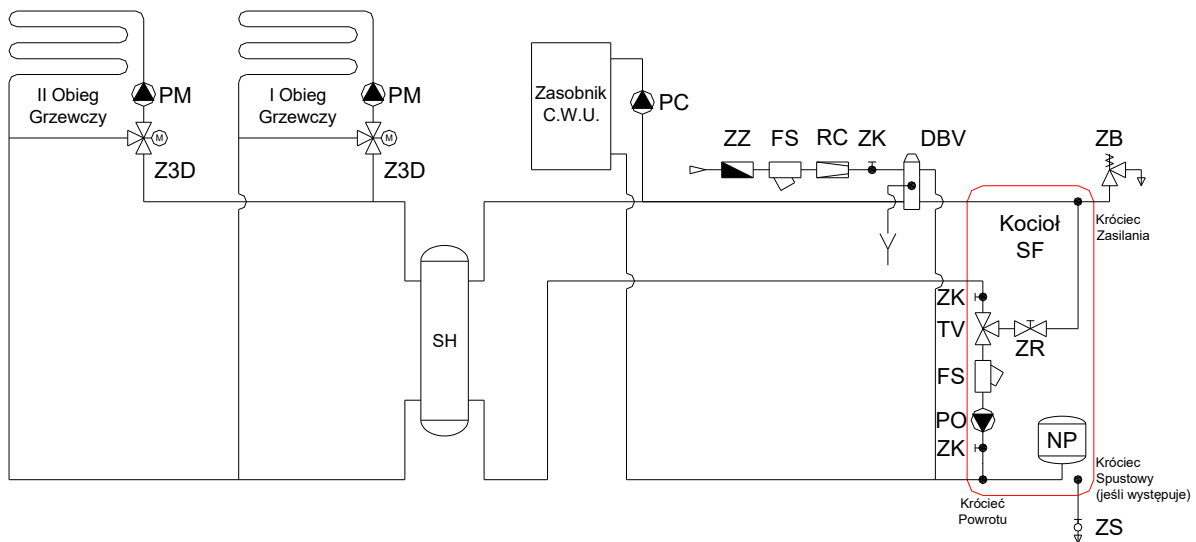 II Obieg
Grzewczy
PM
M
Z3D
I Obieg
Grzewczy
PM
M
Z3D
Zasobnik
C.W.U.
PC
ZZ
FS
RC
ZK
DBV
ZB
Kocioł
SF
Króciec
Zasilania
SH
ZK
TV
ZR
FS
PO
ZK
NP
Króciec
Spustowy
(jeśli występuje)
Krócieć
Powrotu
ZS